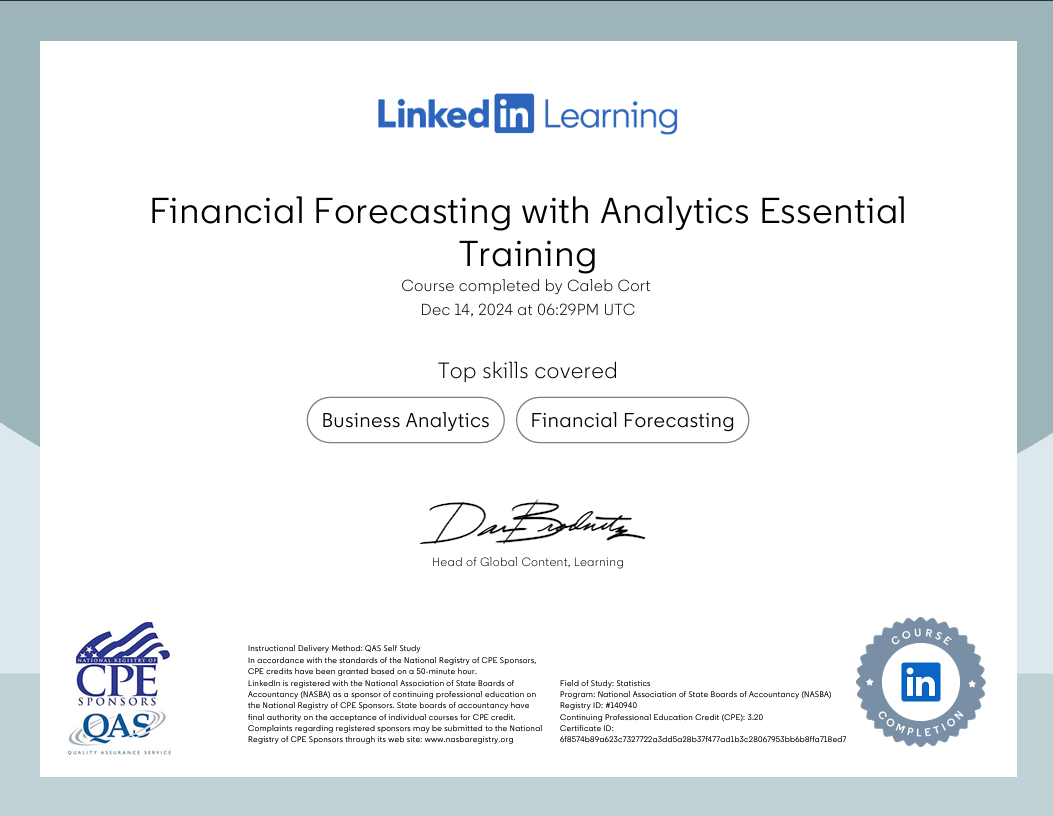 Linked in Learning
Financial Forecasting with Analytics Essential
Training
Course completed by Caleb Cort
Dec 14, 2024 at 06:29PM UTC
Top skills covered
Business Analytics
Financial Forecasting
Dan Brodnitz
Head of Global Content, Learning
NATIONAL REGISTRY OF
CPE
SPONSORS
QAS
QUALITY ASSURANCE SERVICE
Instructional Delivery Method: QAS Self Study
In accordance with the standards of the National Registry of CPE Sponsors,
CPE credits have been granted based on a 50-minute hour.
LinkedIn is registered with the National Association of State Boards of
Accountancy (NASBA) as a sponsor of continuing professional education on
the National Registry of CPE Sponsors. State boards of accountancy have
final authority on the acceptance of individual courses for CPE credit.
Complaints regarding registered sponsors may be submitted to the National
Registry of CPE Sponsors through its web site: www.nasbaregistry.org
Field of Study: Statistics
Program: National Association of State Boards of Accountancy (NASBA)
Registry ID: #140940
Continuing Professional Education Credit (CPE): 3.20
Certificate ID:
6f8574b89a623c7327722a3dd5a28b37f477ad1b3c28067953bb6b8ffa718ed7
COURSE
in
COMPLETION